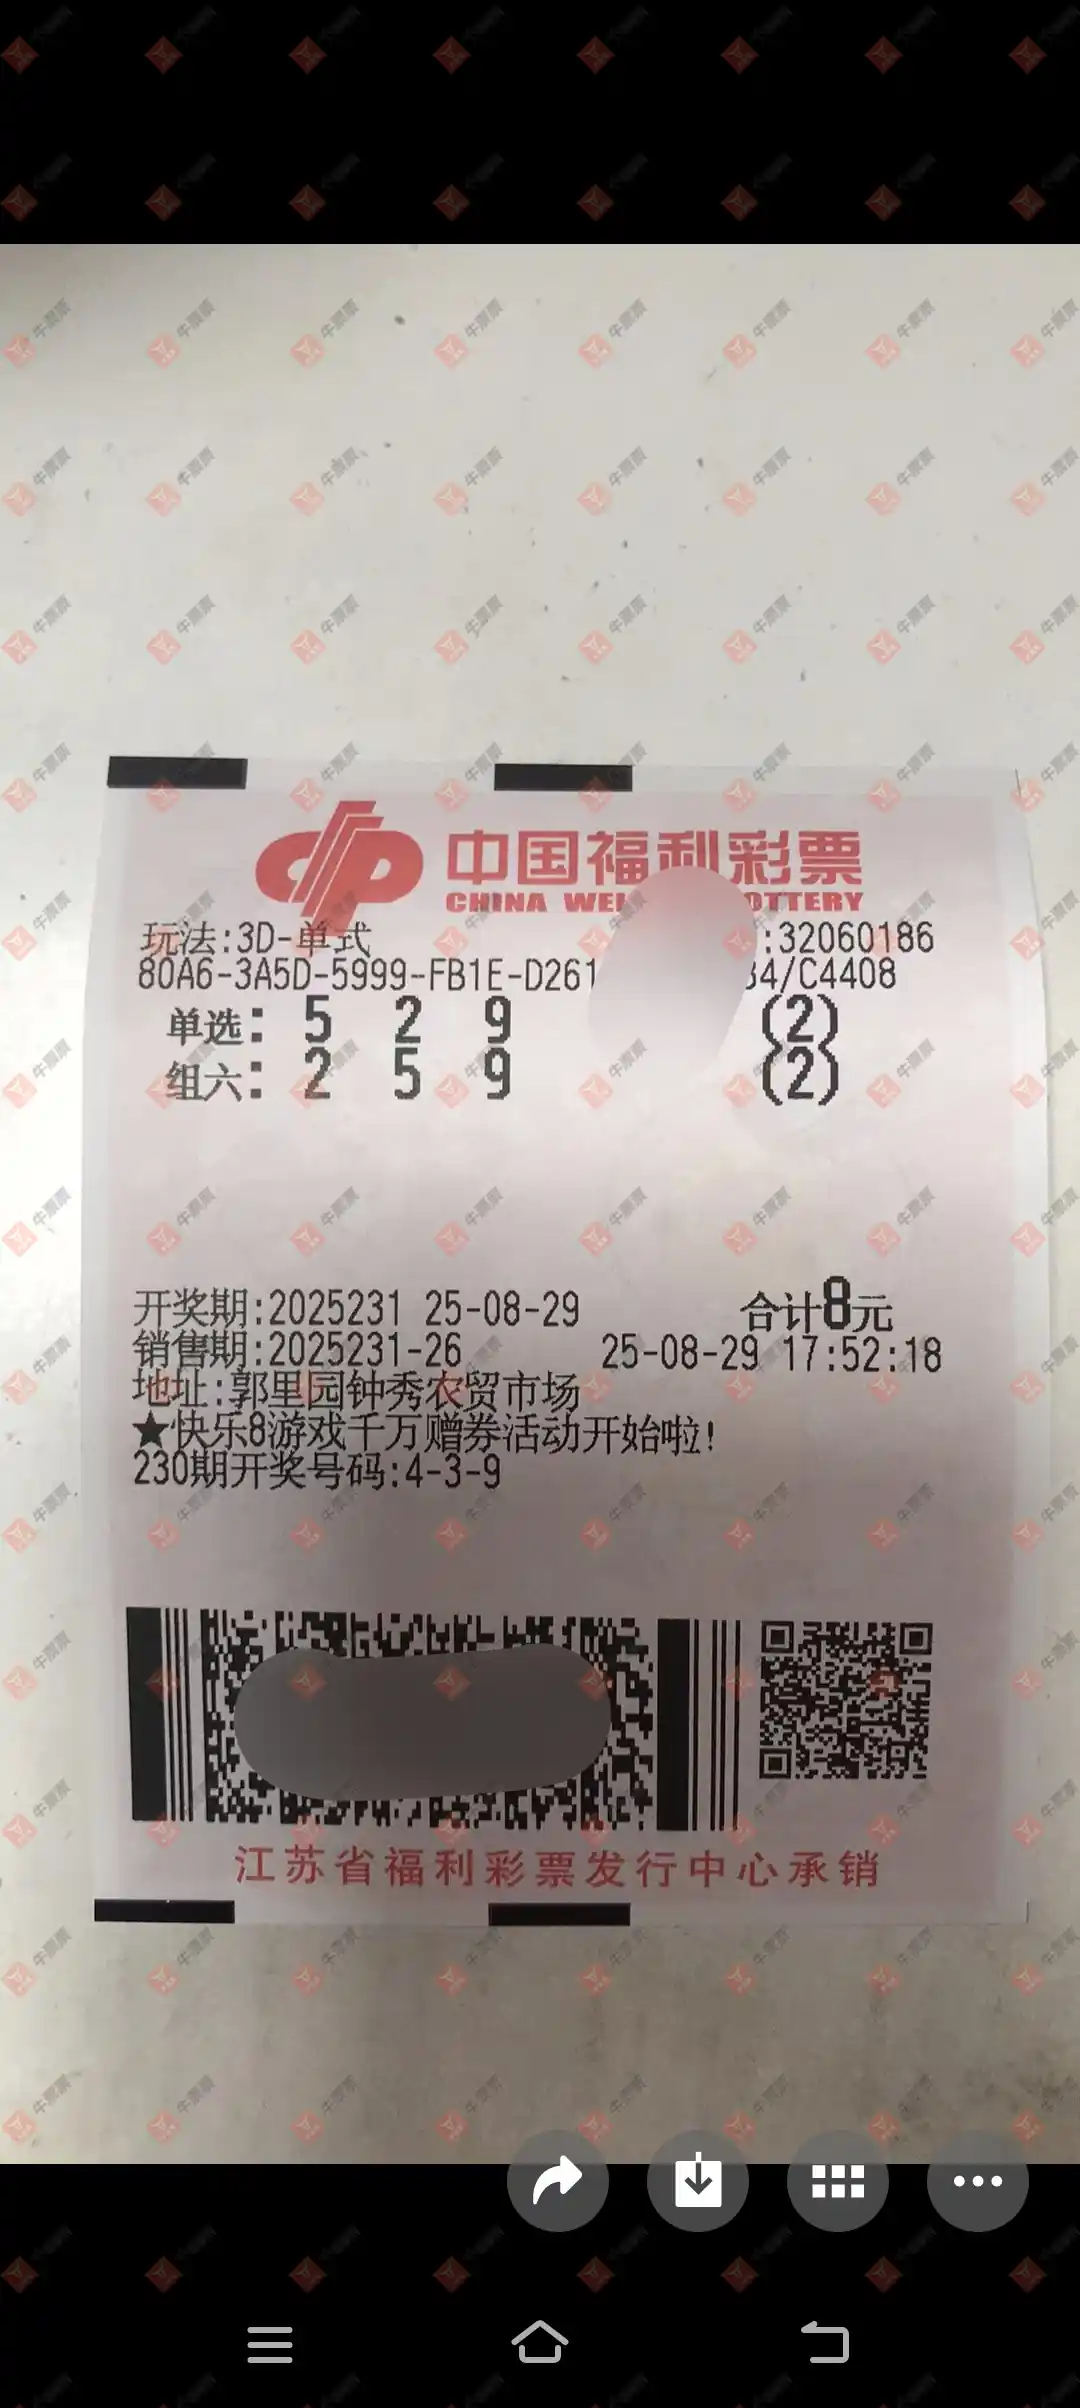 中国福利彩票
CHINA WEL OTTERY
玩法:3D-单式 :32060186
80A6-3A5D-5999-FB1E-D261 34/C4408
单选: 5 2 9 (2)
组六: 2 5 9 (2)
开奖期:2025231 25-08-29 合计8元
销售期:2025231-26 25-08-29 17:52:18
地址:郭里园钟秀农贸市场
★快乐8游戏千万赠券活动开始啦!
230期开奖号码:4-3-9
江苏省福利彩票发行中心承销
牛票票